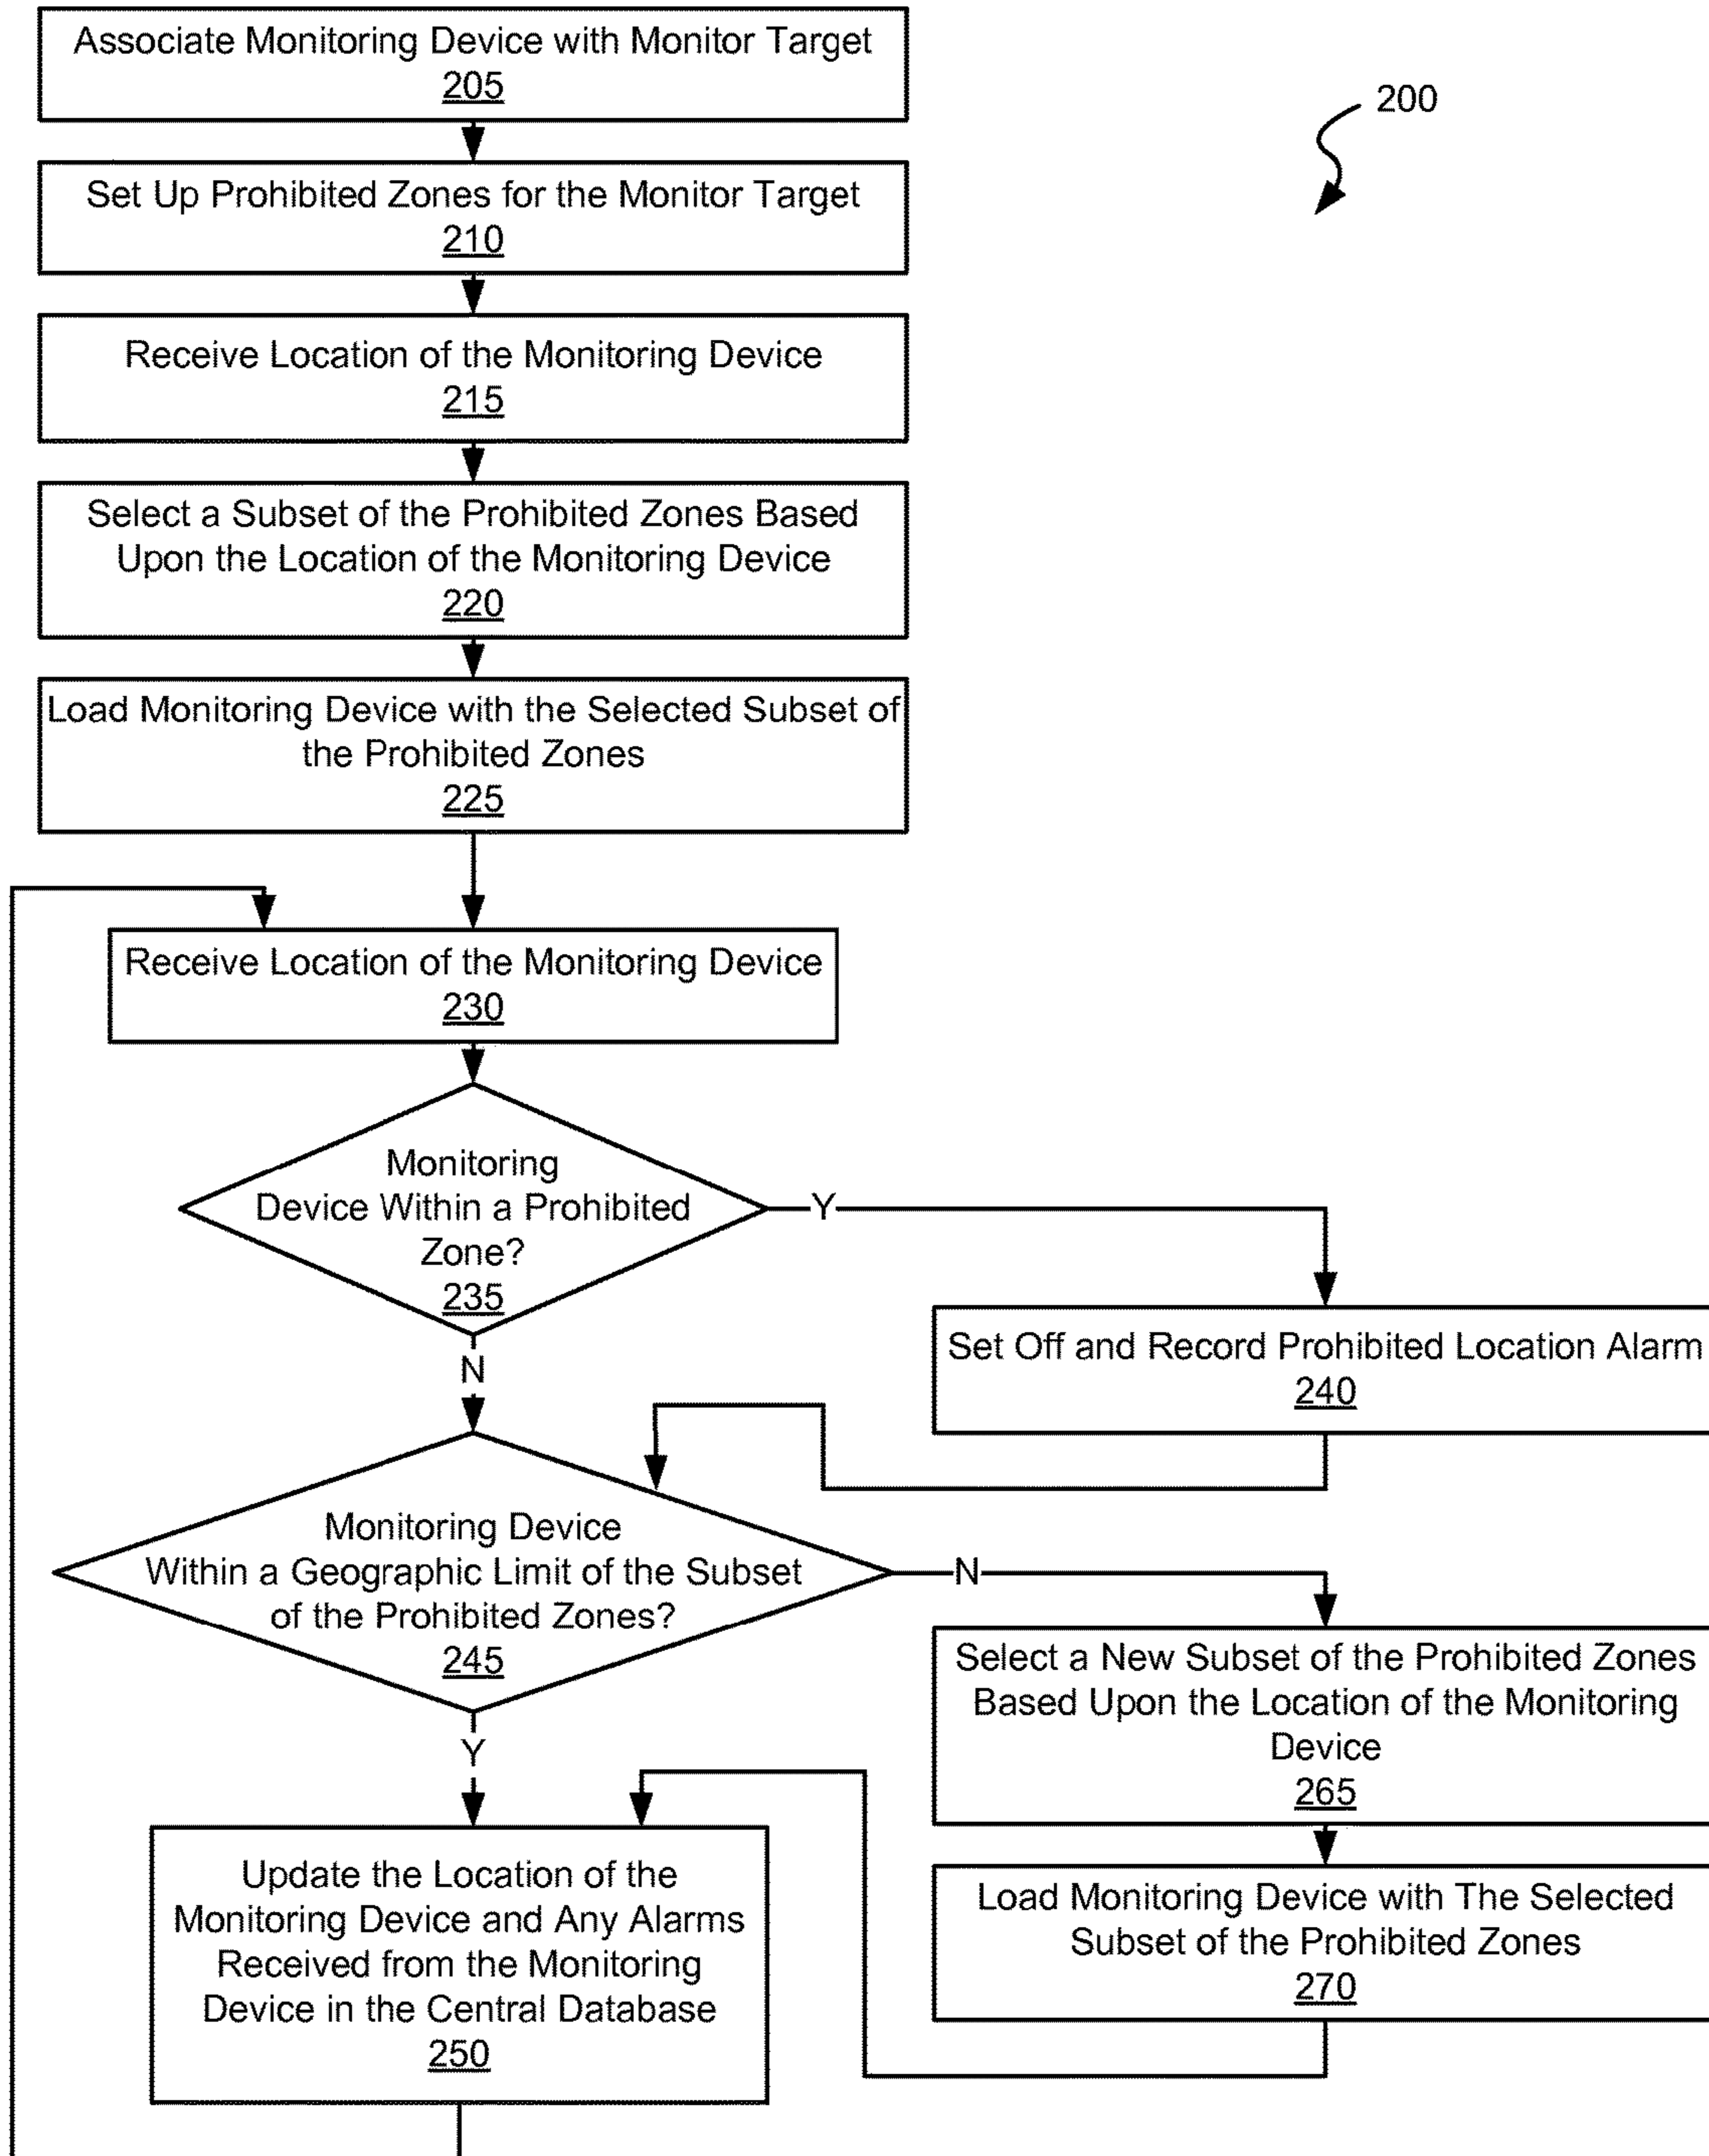 Associate Monitoring Device with Monitor Target
205
200
Set Up Prohibited Zones for the Monitor Target
210
Receive Location of the Monitoring Device
215
Select a Subset of the Prohibited Zones Based
Upon the Location of the Monitoring Device
220
Load Monitoring Device with the Selected Subset of
the Prohibited Zones
225
Receive Location of the Monitoring Device
230
Monitoring
Device Within a Prohibited
Zone?
235
Y
N
Set Off and Record Prohibited Location Alarm
240
Monitoring Device
Within a Geographic Limit of the Subset
of the Prohibited Zones?
245
N
Y
Select a New Subset of the Prohibited Zones
Based Upon the Location of the Monitoring
Device
265
Load Monitoring Device with The Selected
Subset of the Prohibited Zones
270
Update the Location of the
Monitoring Device and Any Alarms
Received from the Monitoring
Device in the Central Database
250